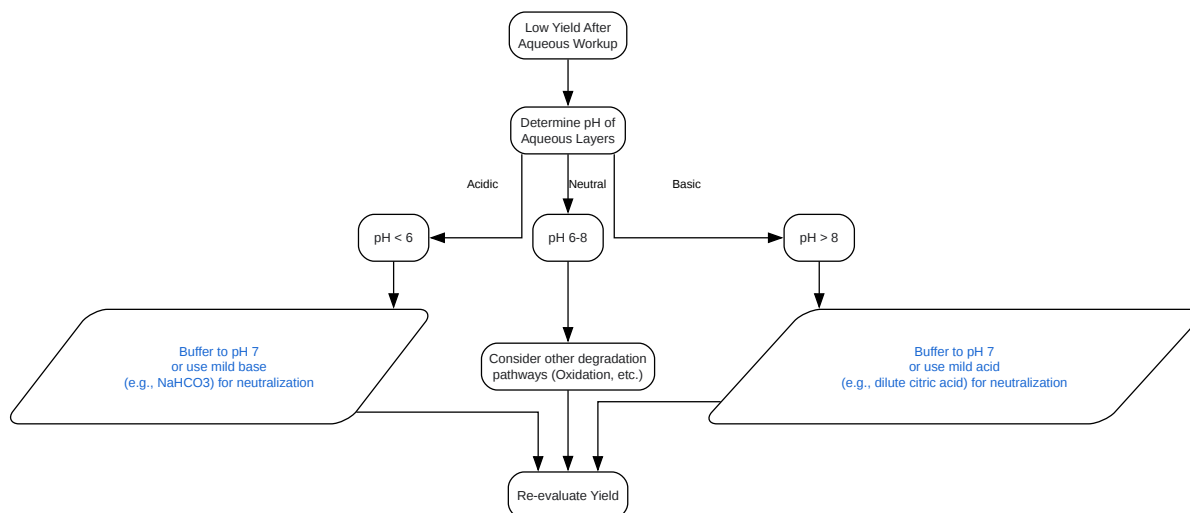 Low Yield After
Aqueous Workup
Determine pH of
Aqueous Layers
Acidic
Neutral
Basic
pH < 6
pH 6-8
pH > 8
Buffer to pH 7
or use mild base
(e.g., NaHCO3) for neutralization
Consider other degradation
pathways (Oxidation, etc.)
Buffer to pH 7
or use mild acid
(e.g., dilute citric acid) for neutralization
Re-evaluate Yield